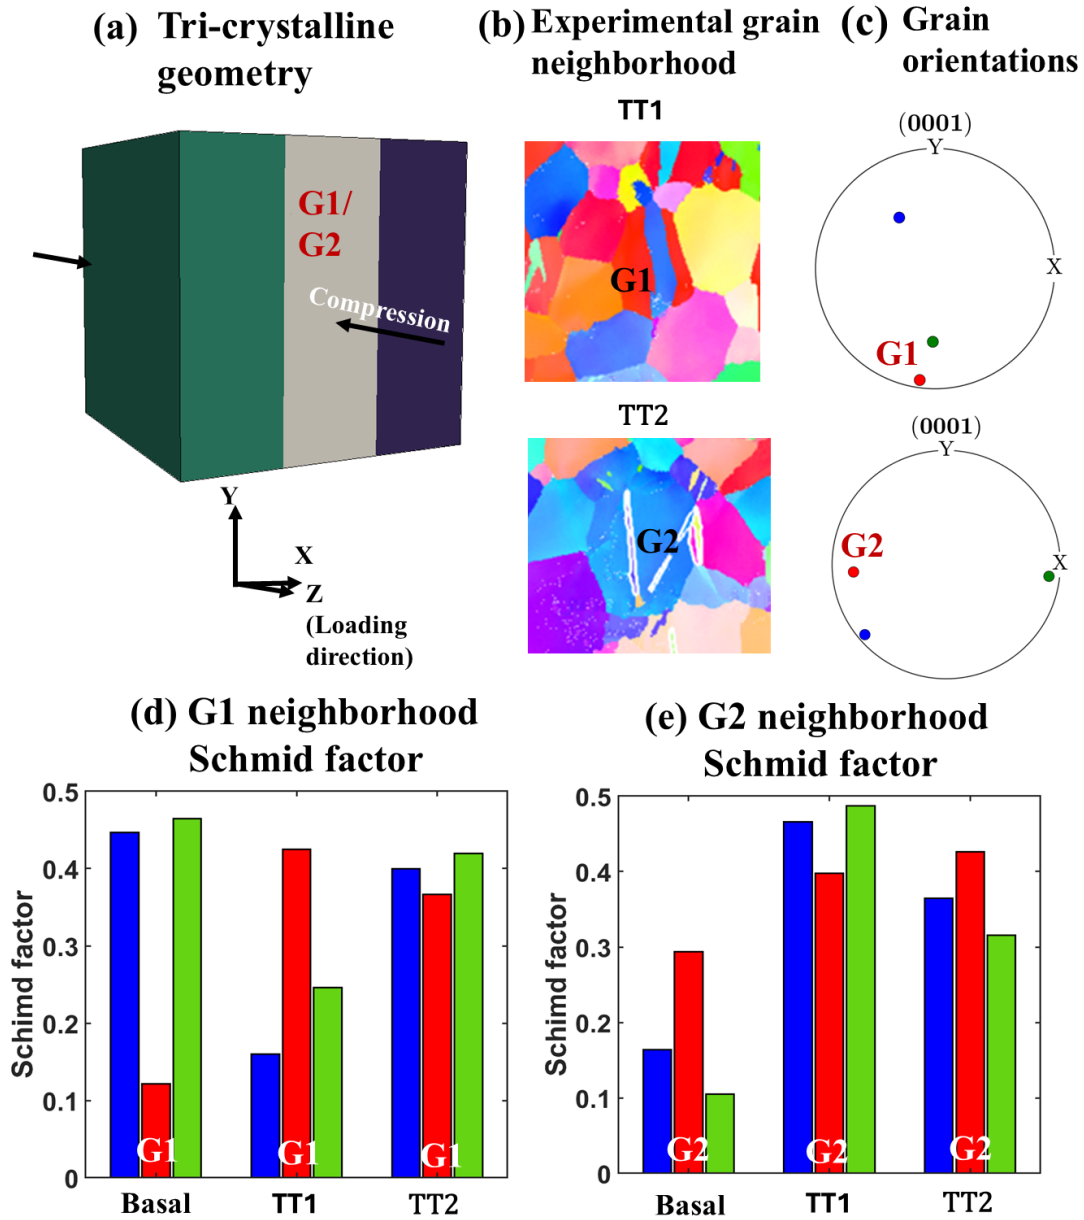 (a) Tri-crystalline
geometry
G1/
G2
Compression
Y
X
Z
(Loading
direction)
(b) Experimental grain
neighborhood
TT1
G1
TT2
G2
(c) Grain
orientations
(0001)
Y
X
G1
(0001)
Y
X
G2
(d) G1 neighborhood
Schmid factor
0.5
0.4
0.3
0.2
0.1
0
Schimd factor
G1
G1
G1
Basal
TT1
TT2
(e) G2 neighborhood
Schmid factor
0.5
0.4
0.3
0.2
0.1
0
Schimd factor
G2
G2
G2
Basal
TT1
TT2